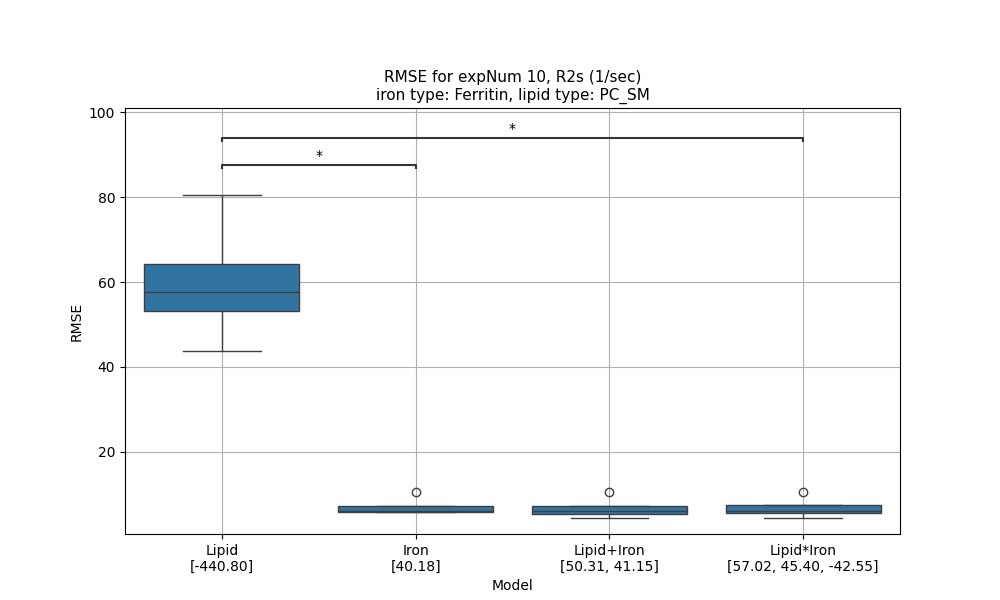 RMSE for expNum 10, R2s (1/sec)
iron type: Ferritin, lipid type: PC_SM
100
80
60
40
20
RMSE
*
*
Lipid
[-440.80]
Iron
[40.18]
Lipid+Iron
[50.31, 41.15]
Lipid*Iron
[57.02, 45.40, -42.55]
Model